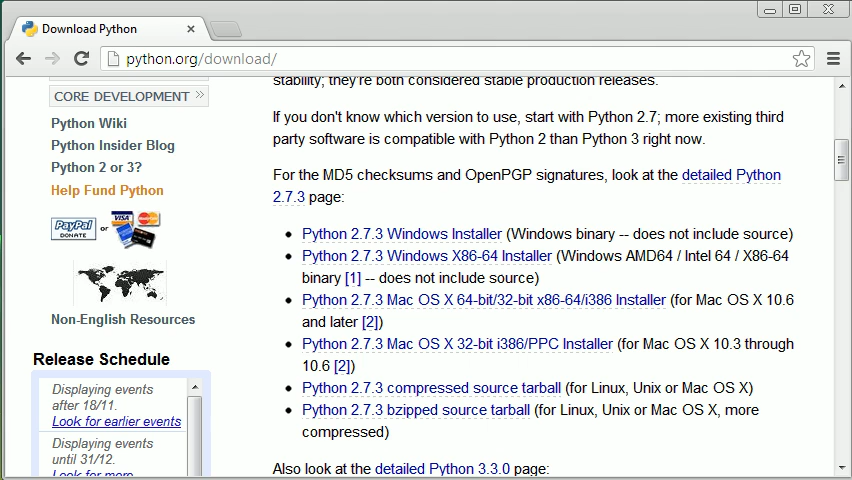 Download Python
python.org/download/
stability; they're both considered stable production releases.
CORE DEVELOPMENT »
Python Wiki
Python Insider Blog
Python 2 or 3?
Help Fund Python
PayPal
DONATE
or
VISA
MasterCard
Non-English Resources
Release Schedule
Displaying events
after 18/11.
Look for earlier events
Displaying events
until 31/12.
Look for more
If you don't know which version to use, start with Python 2.7; more existing third
party software is compatible with Python 2 than Python 3 right now.
For the MD5 checksums and OpenPGP signatures, look at the detailed Python
2.7.3 page:
Python 2.7.3 Windows Installer (Windows binary -- does not include source)
Python 2.7.3 Windows X86-64 Installer (Windows AMD64 / Intel 64 / X86-64
binary [1] -- does not include source)
Python 2.7.3 Mac OS X 64-bit/32-bit x86-64/i386 Installer (for Mac OS X 10.6
and later [2])
Python 2.7.3 Mac OS X 32-bit i386/PPC Installer (for Mac OS X 10.3 through
10.6 [2])
Python 2.7.3 compressed source tarball (for Linux, Unix or Mac OS X)
Python 2.7.3 bzipped source tarball (for Linux, Unix or Mac OS X, more
compressed)
Also look at the detailed Python 3.3.0 page: